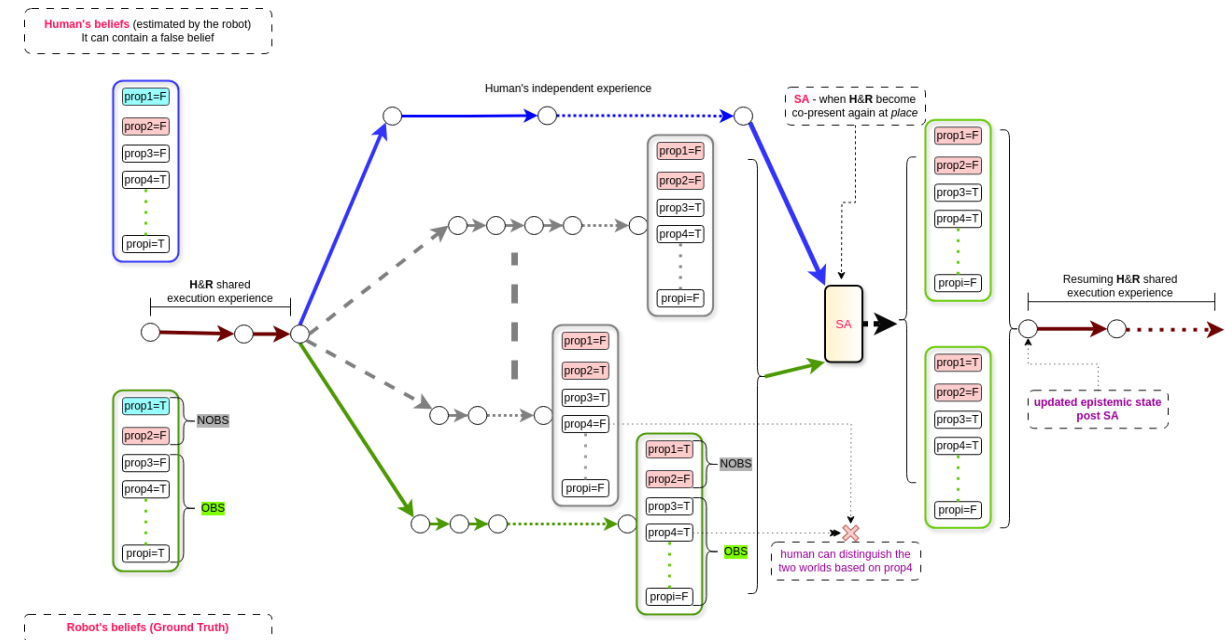 Human's beliefs (estimated by the robot)
It can contain a false belief
prop1=F
prop2=F
prop3=F
prop4=T
propi=T
H&R shared
execution experience
prop1=T
prop2=F
prop3=F
prop4=T
propi=T
NOBS
OBS
Robot's beliefs (Ground Truth)
Human's independent experience
prop1=F
prop2=F
prop3=T
prop4=T
propi=F
prop1=F
prop2=T
prop3=T
prop4=F
propi=F
prop1=T
prop2=F
prop3=T
prop4=T
propi=F
NOBS
OBS
human can distinguish the
two worlds based on prop4
SA - when H&R become
co-present again at place
SA
prop1=F
prop2=F
prop3=T
prop4=T
propi=F
prop1=T
prop2=F
prop3=T
prop4=T
propi=F
Resuming H&R shared
execution experience
updated epistemic state
post SA